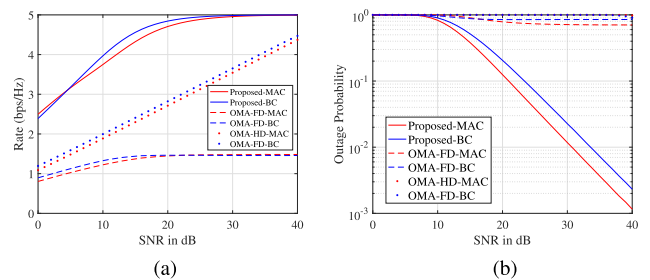 5
4
3
2
1
0
0 10 20 30 40
Rate (bps/Hz)
SNR in dB
Proposed-MAC
Proposed-BC
OMA-FD-MAC
OMA-FD-BC
OMA-HD-MAC
OMA-FD-BC
(a)
10^0
10^-1
10^-2
10^-3
0 10 20 30 40
Outage Probability
SNR in dB
Proposed-MAC
Proposed-BC
OMA-FD-MAC
OMA-FD-BC
OMA-HD-MAC
OMA-FD-BC
(b)